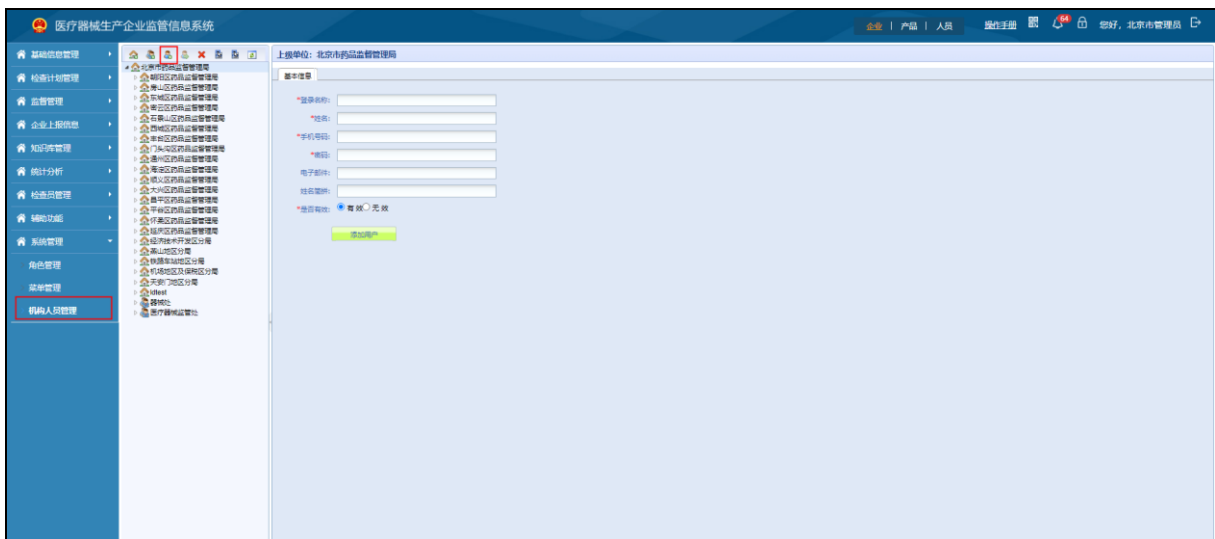 医疗器械生产企业监管信息系统
企业 | 产品 | 人员
操作手册
64
您好，北京市管理员
基础信息管理
检查计划管理
监督管理
企业上报信息
知识库管理
统计分析
检查员管理
辅助功能
系统管理
角色管理
菜单管理
机构人员管理
北京市药品监督管理局
朝阳区药品监督管理局
房山区药品监督管理局
东城区药品监督管理局
密云区药品监督管理局
石景山区药品监督管理局
西城区药品监督管理局
丰台区药品监督管理局
门头沟区药品监督管理局
通州区药品监督管理局
海淀区药品监督管理局
顺义区药品监督管理局
大兴区药品监督管理局
昌平区药品监督管理局
平谷区药品监督管理局
怀柔区药品监督管理局
延庆区药品监督管理局
经济技术开发区分局
燕山地区分局
铁路车站地区分局
机场地区及保税区分局
天安门地区分局
idtest
器械处
医疗器械监管处
上级单位：北京市药品监督管理局
基本信息
*登录名称：
*姓名：
*手机号码：
*密码：
电子邮件：
姓名简拼：
*是否有效： 有 效 无 效
添加用户